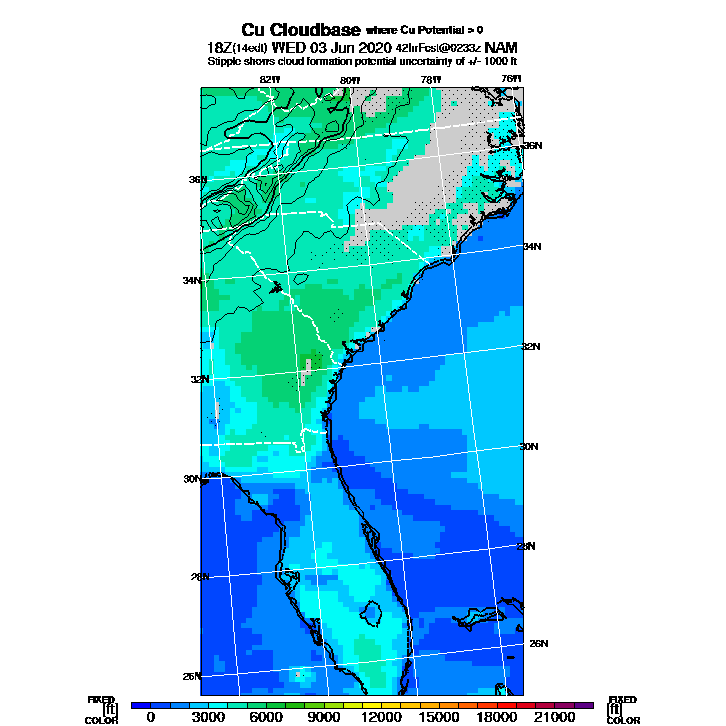 Cu Cloudbase where Cu Potential > 0
18Z(14edt) WED 03 Jun 2020 42hrFcst@0233z NAM
Stipple shows cloud formation potential uncertainty of +/- 1000 ft
82W 80W 78W 76W
36N
36N
34N
34N
32N
32N
30N
30N
28N
28N
26N
26N
FIXED FIXED
[ft] [ft]
COLOR 0 3000 6000 9000 12000 15000 18000 21000 COLOR